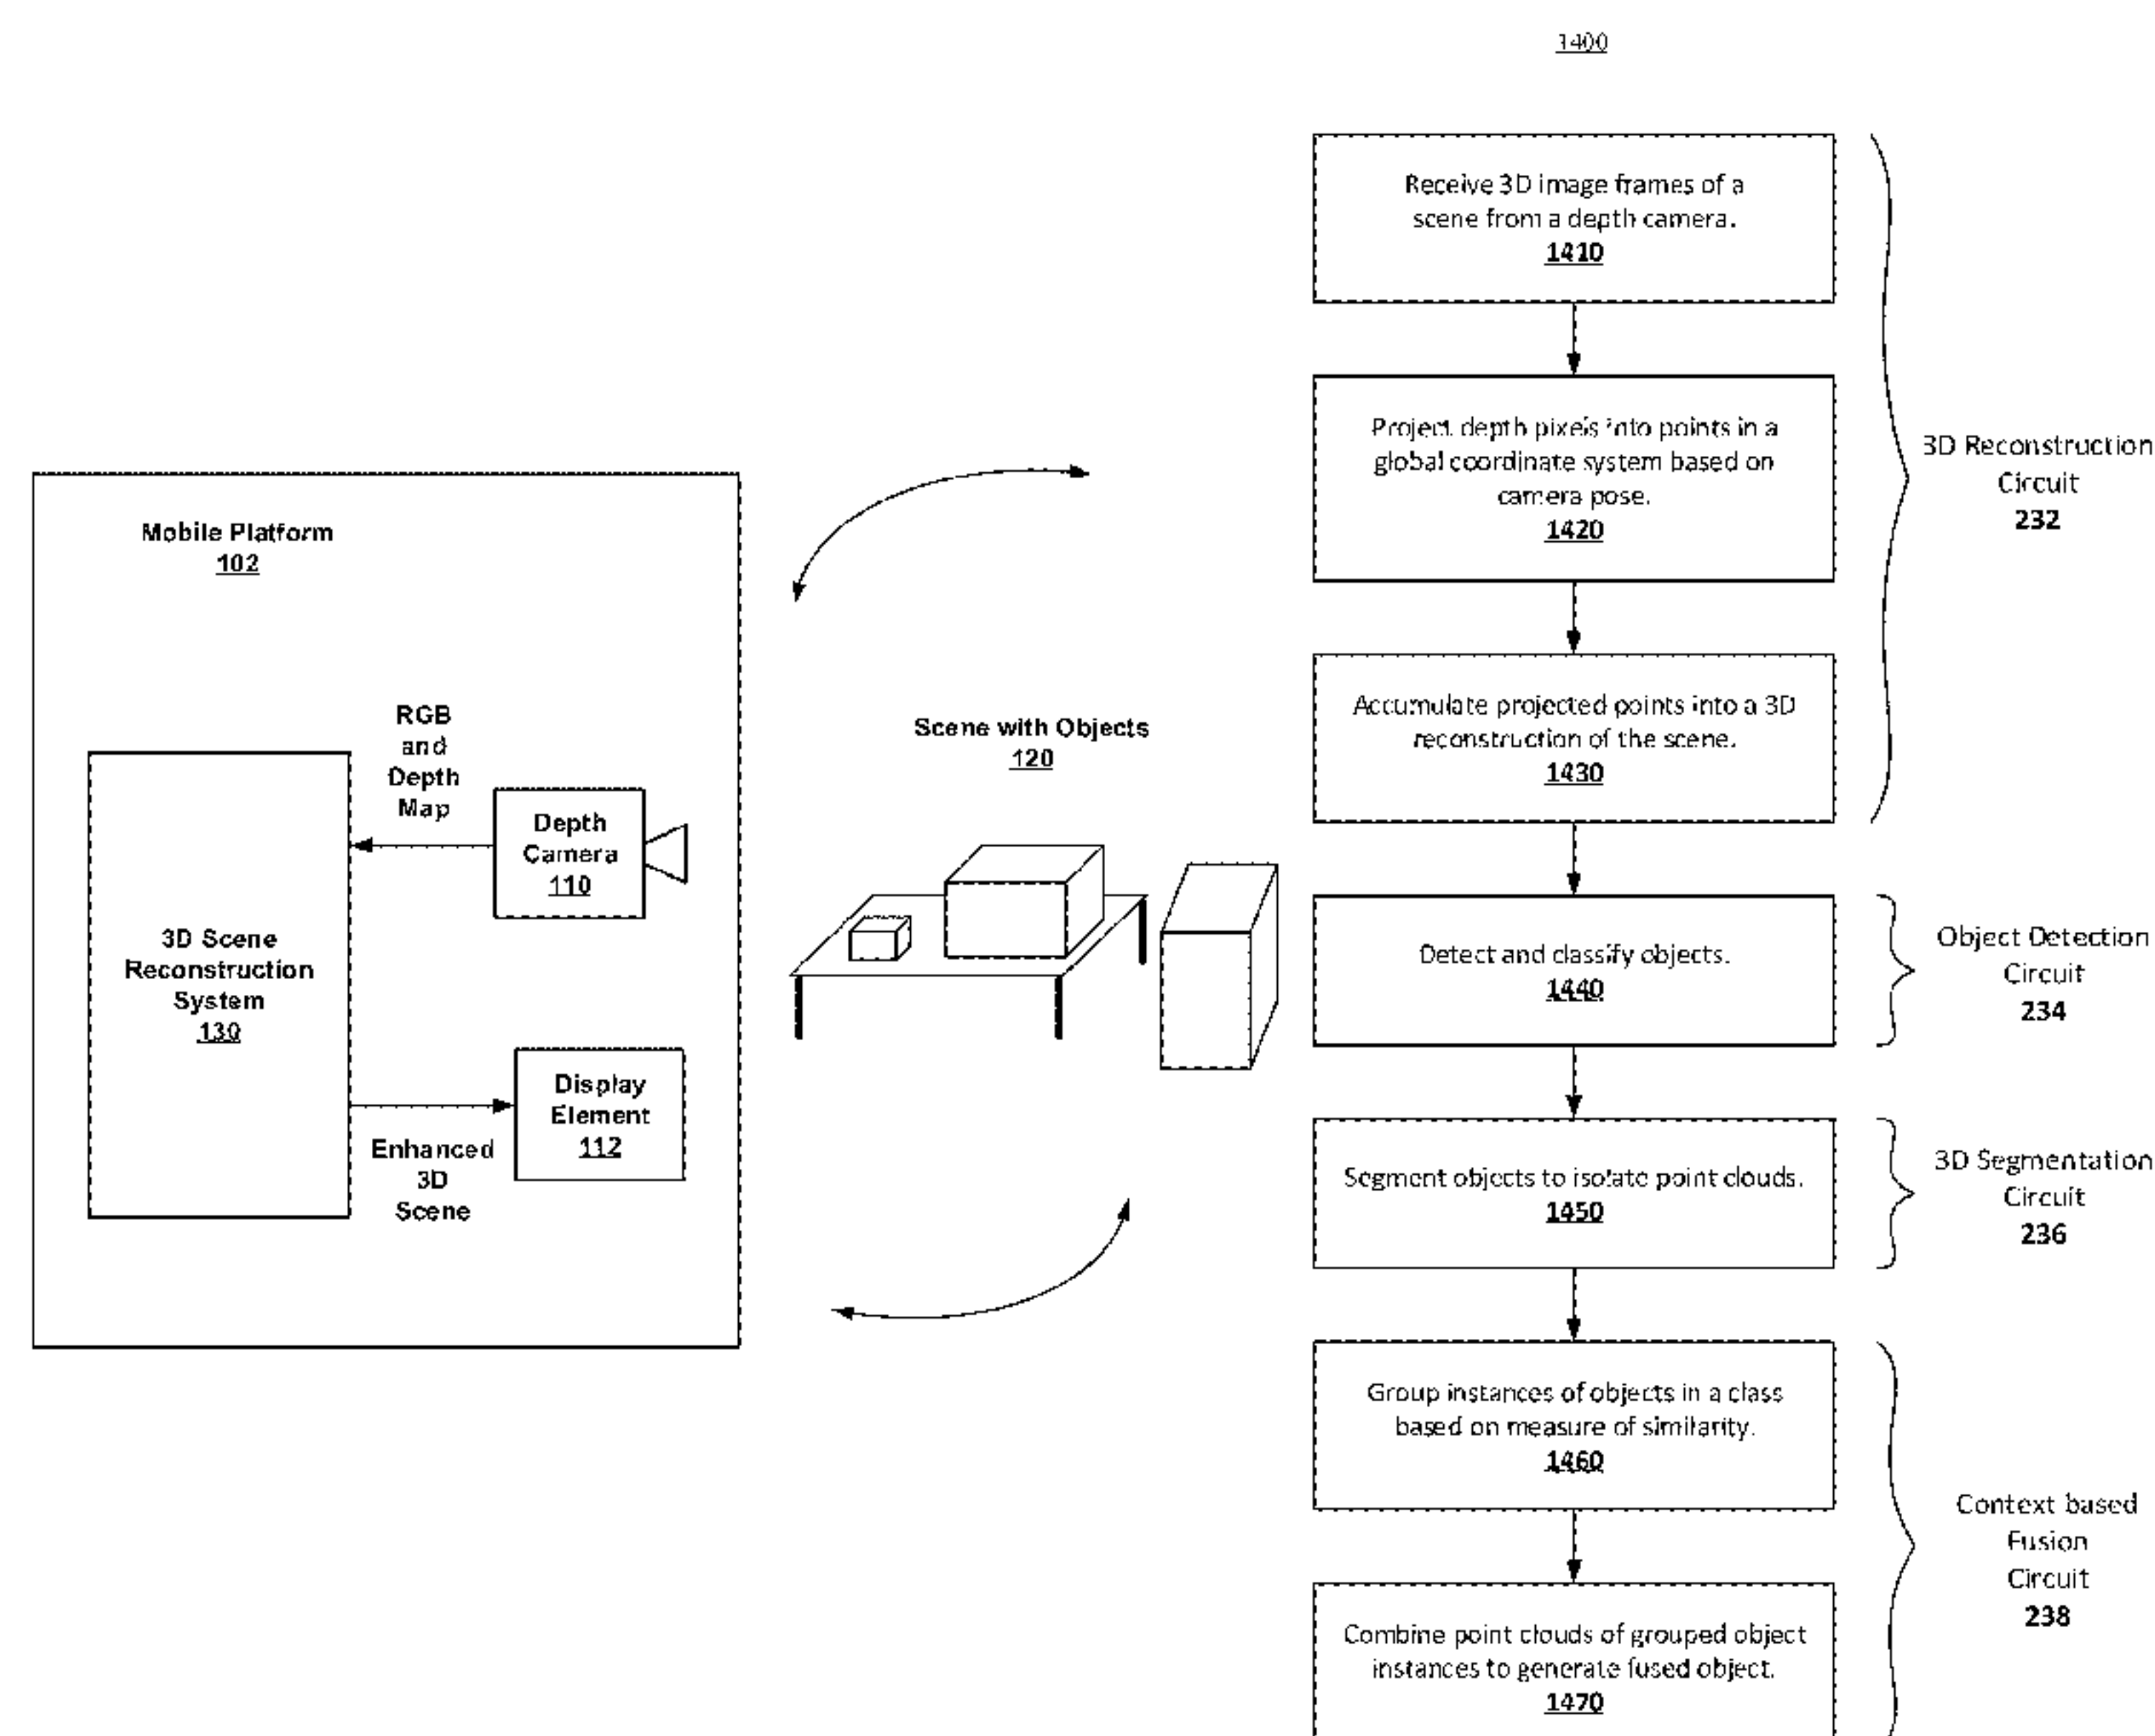 1400
Receive 3D image frames of a
scene from a depth camera.
1410
Project depth pixels into points in a
global coordinate system based on
camera pose.
1420
Accumulate projected points into a 3D
reconstruction of the scene.
1430
Detect and classify objects.
1440
Segment objects to isolate point clouds.
1450
Group instances of objects in a class
based on measure of similarity.
1460
Combine point clouds of grouped object
instances to generate fused object.
1470
3D Reconstruction
Circuit
232
Object Detection
Circuit
234
3D Segmentation
Circuit
236
Context based
Fusion
Circuit
238
Mobile Platform
102
RGB
and
Depth
Map
Depth
Camera
110
3D Scene
Reconstruction
System
130
Display
Element
112
Enhanced
3D
Scene
Scene with Objects
120